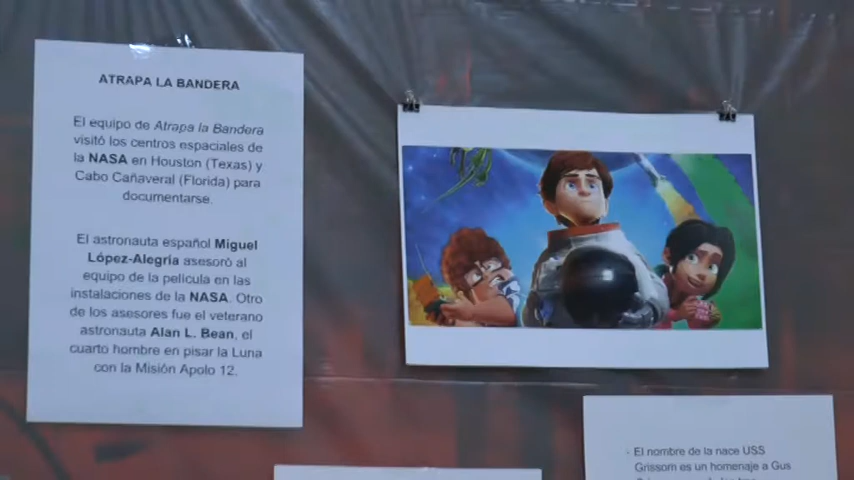 ATRAPA LA BANDERA
El equipo de Atrapa la Bandera
visitó los centros espaciales de
la NASA en Houston (Texas) y
Cabo Cañaveral (Florida) para
documentarse.
El astronauta español Miguel
López-Alegría asesoró al
equipo de la película en las
instalaciones de la NASA. Otro
de los asesores fue el veterano
astronauta Alan L. Bean, el
cuarto hombre en pisar la Luna
con la Misión Apolo 12.
El nombre de la nace USS
Grissom es un homenaje a Gus